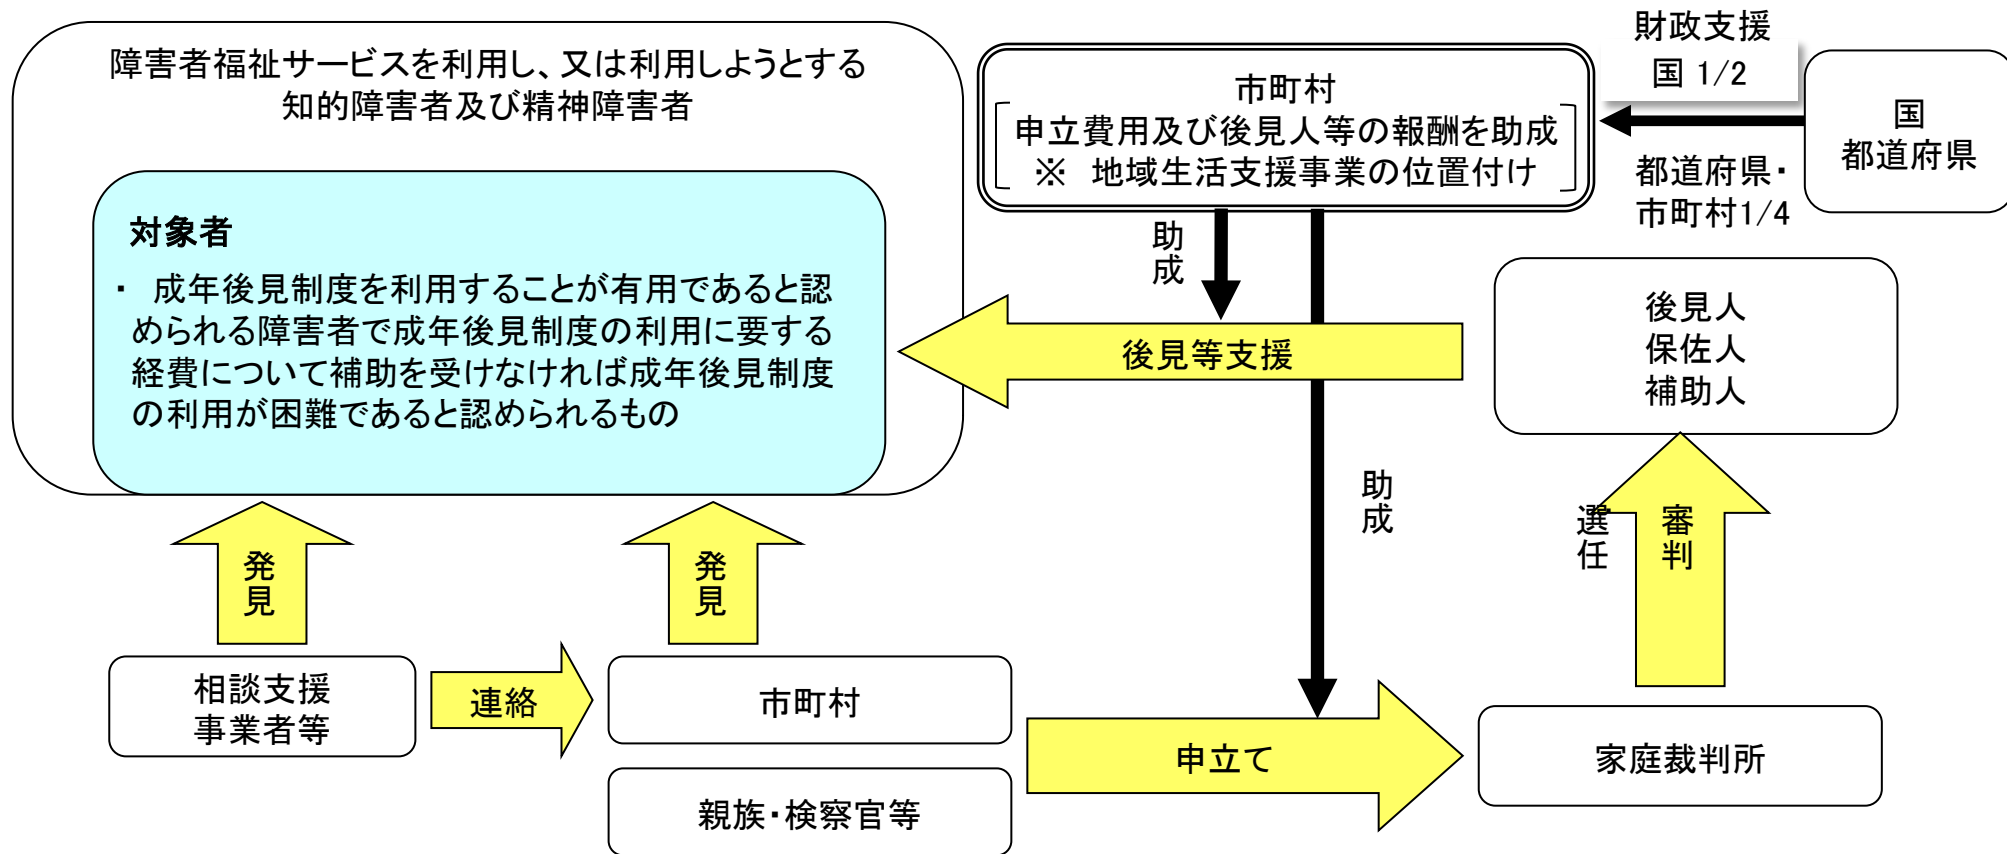 障害者福祉サービスを利用し、又は利用しようとする
知的障害者及び精神障害者
対象者
・ 成年後見制度を利用することが有用であると認
められる障害者で成年後見制度の利用に要する
経費について補助を受けなければ成年後見制度
の利用が困難であると認められるもの
市町村
申立費用及び後見人等の報酬を助成
※ 地域生活支援事業の位置付け
財政支援
国 1/2
都道府県・
市町村1/4
国
都道府県
助成
後見等支援
後見人
保佐人
補助人
助成
選任
審判
発見
発見
相談支援
事業者等
連絡
市町村
親族・検察官等
申立て
家庭裁判所